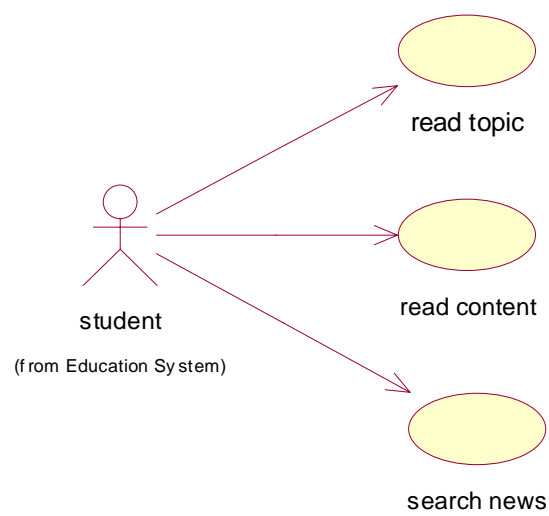 read topic
read content
student
(from Education System)
search news